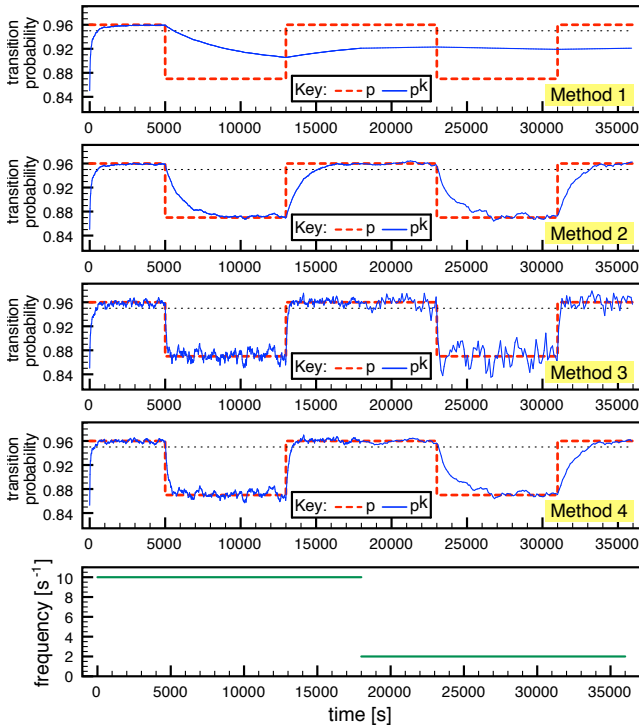 transition
probability
0.96
0.92
0.88
0.84
Key: p pk
Method 1
0 5000 10000 15000 20000 25000 30000 35000
transition
probability
0.96
0.92
0.88
0.84
Key: p pk
Method 2
0 5000 10000 15000 20000 25000 30000 35000
transition
probability
0.96
0.92
0.88
0.84
Key: p pk
Method 3
0 5000 10000 15000 20000 25000 30000 35000
transition
probability
0.96
0.92
0.88
0.84
Key: p pk
Method 4
0 5000 10000 15000 20000 25000 30000 35000
frequency [s-1]
10
8
6
4
2
0
0 5000 10000 15000 20000 25000 30000 35000
time [s]